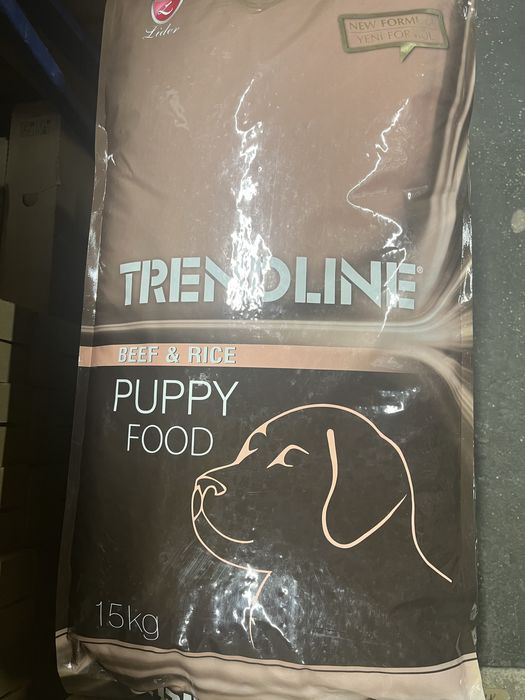 Lider
NEW FORMUL
YENİ FORMÜL
TRENDLINE®
BEEF & RICE
PUPPY
FOOD
15kg